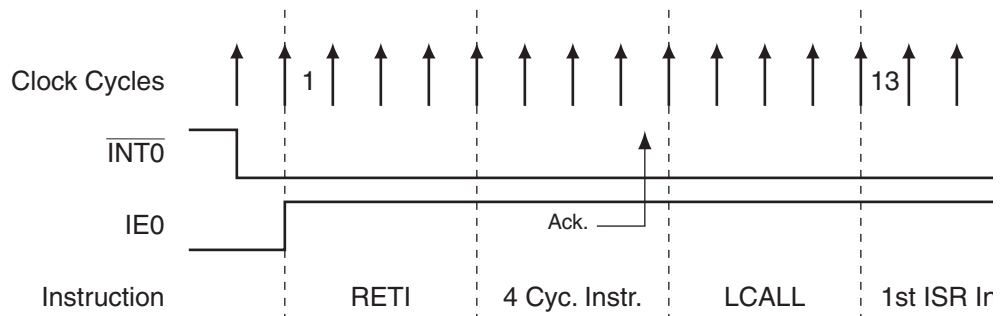 Clock Cycles 1 13
INT0
IE0
Ack.
Instruction RETI 4 Cyc. Instr. LCALL 1st ISR In